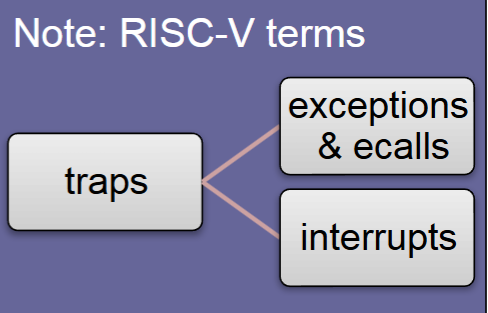 Note: RISC-V terms
traps
exceptions
& ecalls
interrupts